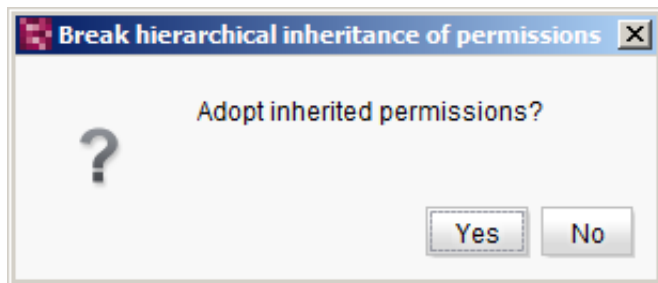 Break hierarchical inheritance of permissions
Adopt inherited permissions?
Yes No